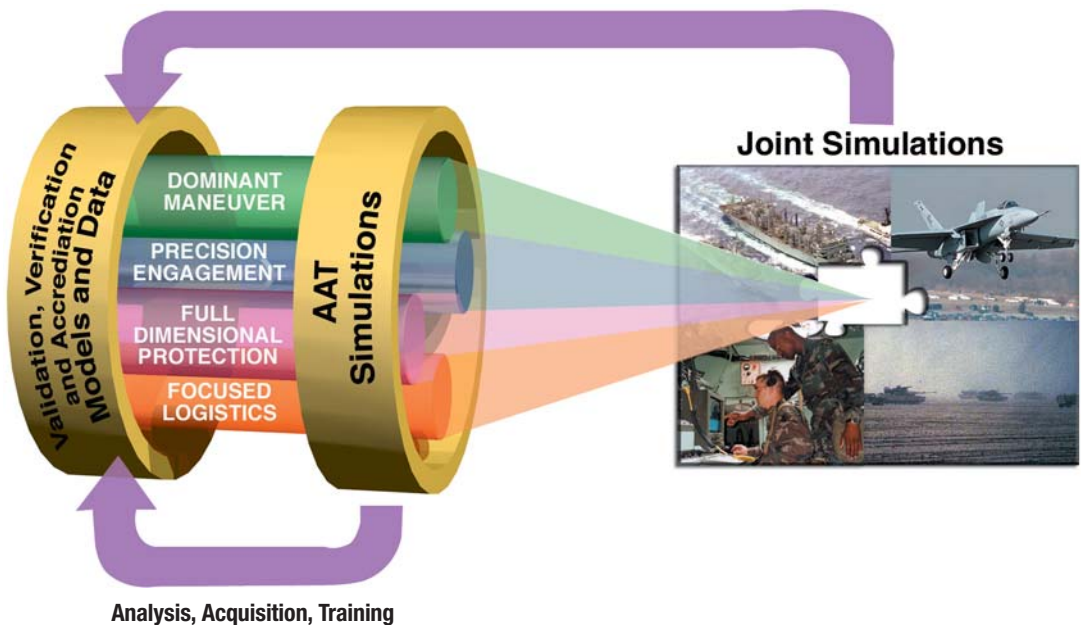 Joint Simulations
Validation, Verification
and Accrediation
Models and Data
DOMINANT
MANEUVER
PRECISION
ENGAGEMENT
FULL
DIMENSIONAL
PROTECTION
FOCUSED
LOGISTICS
AAT
Simulations
Analysis, Acquisition, Training